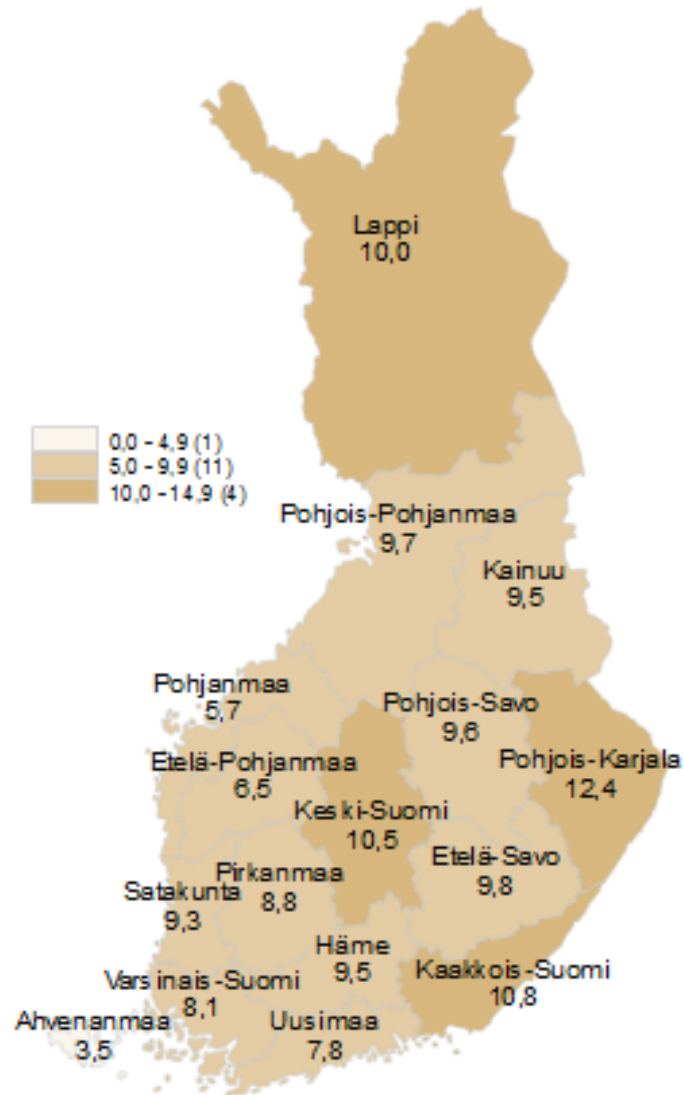 Lappi
10,0
0,0 - 4,9 (1)
5,0 - 9,9 (11)
10,0 - 14,9 (4)
Pohjois-Pohjanmaa
9,7
Kainuu
9,5
Pohjanmaa
5,7
Pohjois-Savo
9,6
Etelä-Pohjanmaa
6,5
Pohjois-Karjala
12,4
Keski-Suomi
10,5
Etelä-Savo
9,8
Pirkanmaa
8,8
Satakunta
9,3
Häme
9,5
Kaakkois-Suomi
10,8
Varsinais-Suomi
8,1
Ahvenanmaa
3,5
Uusimaa
7,8